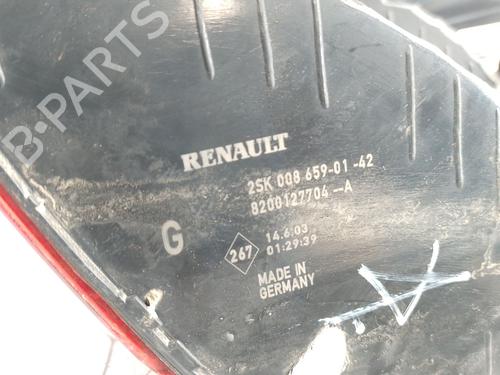 B-PARTS
RENAULT
2SK 008 659-01 -42
8200127704 --A
G
267
14.6.03
01:29:39
MADE IN
GERMANY
A